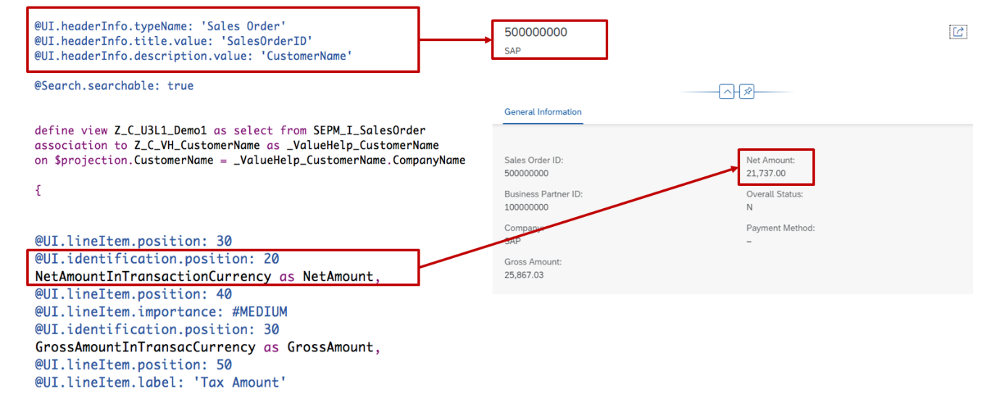 @UI.headerInfo.typeName: 'Sales Order'
@UI.headerInfo.title.value: 'SalesOrderID'
@UI.headerInfo.description.value: 'CustomerName'
@Search.searchable: true
define view Z_C_U3L1_Demo1 as select from SEPM_I_SalesOrder
association to Z_C_VH_CustomerName as _ValueHelp_CustomerName
on $projection.CustomerName = _ValueHelp_CustomerName.CompanyName
{
@UI.lineItem.position: 30
@UI.identification.position: 20
NetAmountInTransactionCurrency as NetAmount,
@UI.lineItem.position: 40
@UI.lineItem.importance: #MEDIUM
@UI.identification.position: 30
GrossAmountInTransacCurrency as GrossAmount,
@UI.lineItem.position: 50
@UI.lineItem.label: 'Tax Amount'
500000000
SAP
General Information
Sales Order ID:
500000000
Business Partner ID:
100000000
Company:
SAP
Gross Amount:
25,867.03
Net Amount:
21,737.00
Overall Status:
N
Payment Method:
–